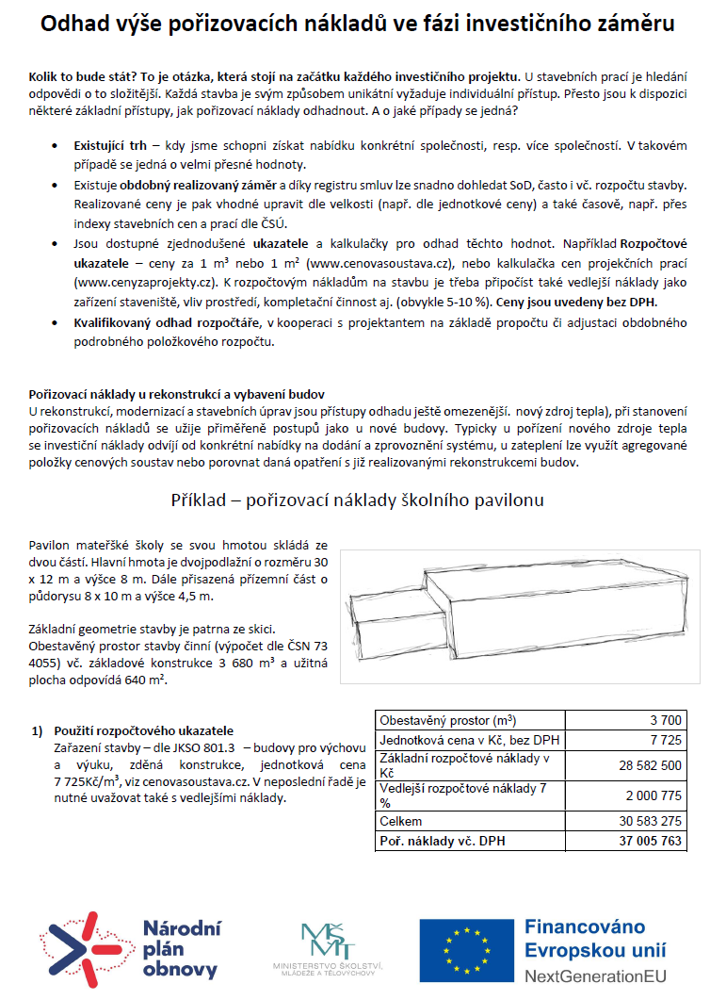 Odhad výše pořizovacích nákladů ve fázi investičního záměru
Kolik to bude stát? To je otázka, která stojí na začátku každého investičního projektu. U stavebních prací je hledání
odpovědi o to složitější. Každá stavba je svým způsobem unikátní vyžaduje individuální přístup. Přesto jsou k dispozici
některé základní přístupy, jak pořizovací náklady odhadnout. A o jaké případy se jedná?
• Existující trh – kdy jsme schopni získat nabídku konkrétní společnosti, resp. více společností. V takovém
případě se jedná o velmi přesné hodnoty.
• Existuje obdobný realizovaný záměr a díky registru smluv lze snadno dohledat SoD, často i vč. rozpočtu stavby.
Realizované ceny je pak vhodné upravit dle velkosti (např. dle jednotkové ceny) a také časově, např. přes
indexy stavebních cen a prací dle ČSÚ.
• Jsou dostupné zjednodušené ukazatele a kalkulačky pro odhad těchto hodnot. Například Rozpočtové
ukazatele – ceny za 1 m³ nebo 1 m² (www.cenovasoustava.cz), nebo kalkulačka cen projekčních prací
(www.cenyzaprojekty.cz). K rozpočtovým nákladům na stavbu je třeba připočíst také vedlejší náklady jako
zařízení staveniště, vliv prostředí, kompletační činnost aj. (obvykle 5-10 %). Ceny jsou uvedeny bez DPH.
• Kvalifikovaný odhad rozpočtáře, v kooperaci s projektantem na základě propočtu či adjustaci obdobného
podrobného položkového rozpočtu.
Pořizovací náklady u rekonstrukcí a vybavení budov
U rekonstrukcí, modernizací a stavebních úprav jsou přístupy odhadu ještě omezenější. nový zdroj tepla), při stanovení
pořizovacích nákladů se užije přiměřeně postupů jako u nové budovy. Typicky u pořízení nového zdroje tepla
se investiční náklady odvíjí od konkrétní nabídky na dodání a zprovoznění systému, u zateplení lze využít agregované
položky cenových soustav nebo porovnat daná opatření s již realizovanými rekonstrukcemi budov.
Příklad – pořizovací náklady školního pavilonu
Pavilon mateřské školy se svou hmotou skládá ze
dvou částí. Hlavní hmota je dvojpodlažní o rozměru 30
x 12 m a výšce 8 m. Dále přisazená přízemní část o
půdorysu 8 x 10 m a výšce 4,5 m.
Základní geometrie stavby je patrna ze skici.
Obestavěný prostor stavby činní (výpočet dle ČSN 73
4055) vč. základové konstrukce 3 680 m³ a užitná
plocha odpovídá 640 m².
1) Použití rozpočtového ukazatele
Zařazení stavby – dle JKSO 801.3 – budovy pro výchovu
a výuku, zděná konstrukce, jednotková cena
7 725Kč/m³, viz cenovasoustava.cz. V neposlední řadě je
nutné uvažovat také s vedlejšími náklady.
Obestavěný prostor (m³) 3 700
Jednotková cena v Kč, bez DPH 7 725
Základní rozpočtové náklady v
Kč 28 582 500
Vedlejší rozpočtové náklady 7
% 2 000 775
Celkem 30 583 275
Poř. náklady vč. DPH 37 005 763
Národní
plán
obnovy
MŠ
MT
MINISTERSTVO ŠKOLSTVÍ,
MLÁDEŽE A TĚLOVÝCHOVY
Financováno
Evropskou unií
NextGenerationEU